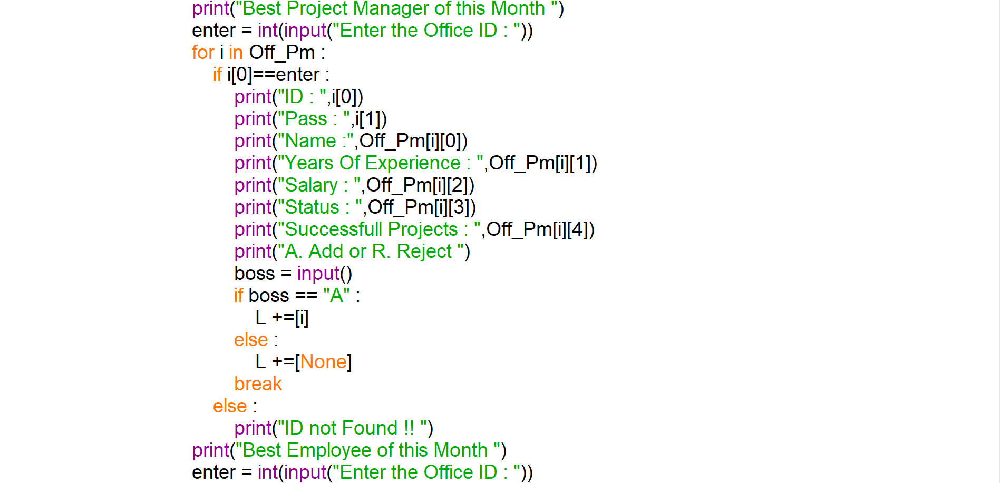 print("Best Project Manager of this Month ")
enter = int(input("Enter the Office ID : "))
for i in Off_Pm :
if i[0]==enter :
print("ID : ",i[0])
print("Pass : ",i[1])
print("Name :",Off_Pm[i][0])
print("Years Of Experience : ",Off_Pm[i][1])
print("Salary : ",Off_Pm[i][2])
print("Status : ",Off_Pm[i][3])
print("Successfull Projects : ",Off_Pm[i][4])
print("A. Add or R. Reject ")
boss = input()
if boss == "A" :
L +=[i]
else :
L +=[None]
break
else :
print("ID not Found !! ")
print("Best Employee of this Month ")
enter = int(input("Enter the Office ID : "))